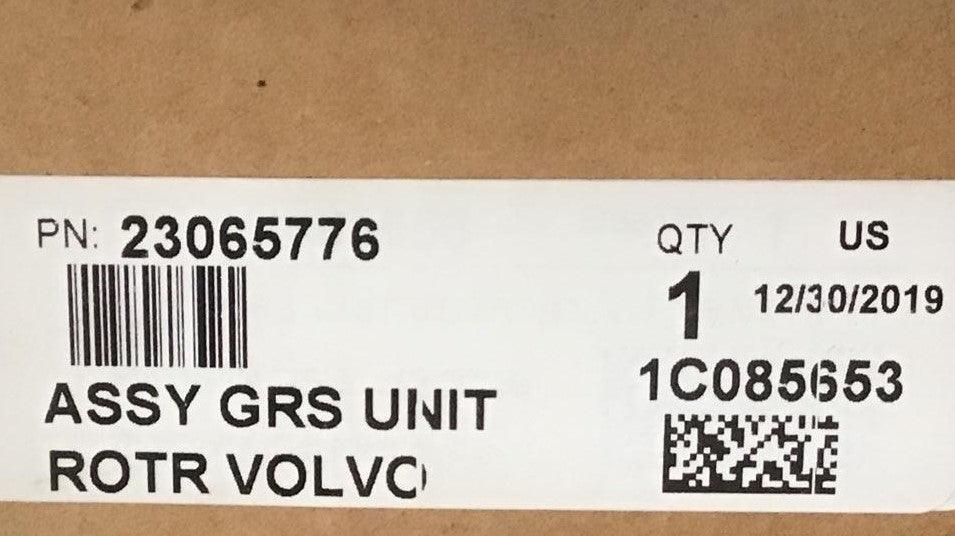 PN: 23065776
QTY US
1 12/30/2019
1C085653
ASSY GRS UNIT
ROTR VOLVO